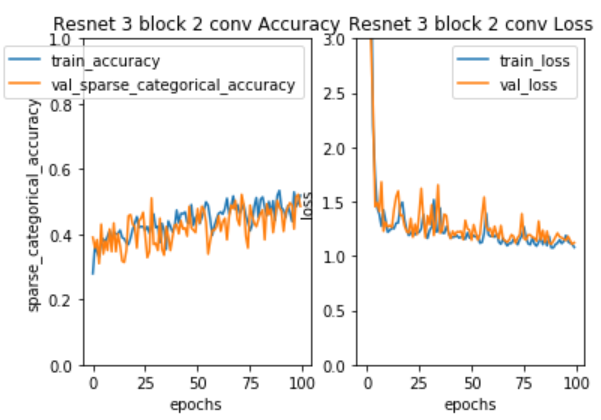 Resnet 3 block 2 conv Accuracy
1.0
0.8
0.6
0.4
0.2
0.0
sparse_categorical_accuracy
train_accuracy
val_sparse_categorical_accuracy
0 25 50 75 100
epochs
Resnet 3 block 2 conv Loss
3.0
2.5
2.0
1.5
1.0
0.5
0.0
loss
train_loss
val_loss
0 25 50 75 100
epochs